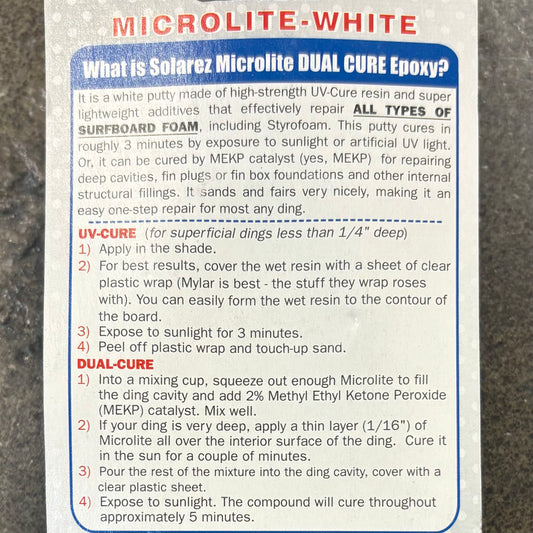 MICROLITE-WHITE
What is Solarez Microlite DUAL CURE Epoxy?
It is a white putty made of high-strength UV-Cure resin and super
lightweight additives that effectively repair ALL TYPES OF
SURFBOARD FOAM, including Styrofoam. This putty cures in
roughly 3 minutes by exposure to sunlight or artificial UV light.
Or, it can be cured by MEKP catalyst (yes, MEKP) for repairing
deep cavities, fin plugs or fin box foundations and other internal
structural fillings. It sands and fairs very nicely, making it an
easy one-step repair for most any ding.
UV-CURE (for superficial dings less than 1/4" deep)
1) Apply in the shade.
2) For best results, cover the wet resin with a sheet of clear
plastic wrap (Mylar is best - the stuff they wrap roses
with). You can easily form the wet resin to the contour of
the board.
3) Expose to sunlight for 3 minutes.
4) Peel off plastic wrap and touch-up sand.
DUAL-CURE
1) Into a mixing cup, squeeze out enough Microlite to fill
the ding cavity and add 2% Methyl Ethyl Ketone Peroxide
(MEKP) catalyst. Mix well.
2) If your ding is very deep, apply a thin layer (1/16") of
Microlite all over the interior surface of the ding. Cure it
in the sun for a couple of minutes.
3) Pour the rest of the mixture into the ding cavity, cover with a
clear plastic sheet.
4) Expose to sunlight. The compound will cure throughout
approximately 5 minutes.